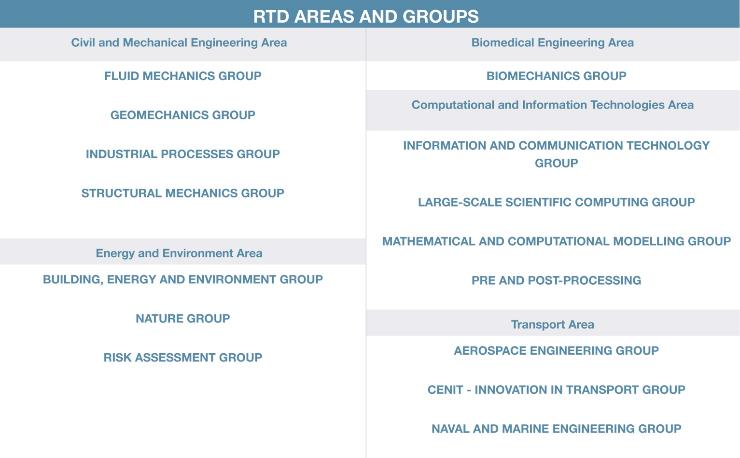 RTD AREAS AND GROUPS
Civil and Mechanical Engineering Area
FLUID MECHANICS GROUP
GEOMECHANICS GROUP
INDUSTRIAL PROCESSES GROUP
STRUCTURAL MECHANICS GROUP
Energy and Environment Area
BUILDING, ENERGY AND ENVIRONMENT GROUP
NATURE GROUP
RISK ASSESSMENT GROUP
Biomedical Engineering Area
BIOMECHANICS GROUP
Computational and Information Technologies Area
INFORMATION AND COMMUNICATION TECHNOLOGY
GROUP
LARGE-SCALE SCIENTIFIC COMPUTING GROUP
MATHEMATICAL AND COMPUTATIONAL MODELLING GROUP
PRE AND POST-PROCESSING
Transport Area
AEROSPACE ENGINEERING GROUP
CENIT - INNOVATION IN TRANSPORT GROUP
NAVAL AND MARINE ENGINEERING GROUP